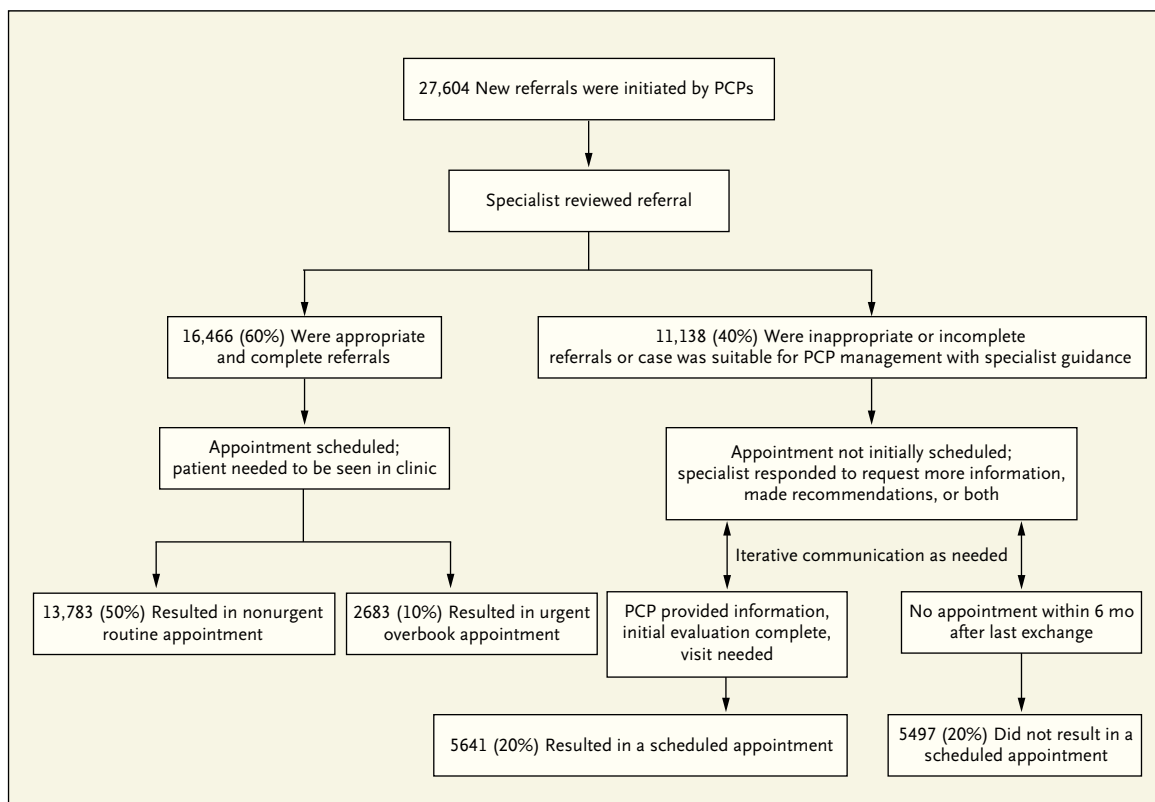 27,604 New referrals were initiated by PCPs
Specialist reviewed referral
16,466 (60%) Were appropriate
and complete referrals
11,138 (40%) Were inappropriate or incomplete
referrals or case was suitable for PCP management with specialist guidance
Appointment scheduled;
patient needed to be seen in clinic
Appointment not initially scheduled;
specialist responded to request more information,
made recommendations, or both
Iterative communication as needed
13,783 (50%) Resulted in nonurgent
routine appointment
2683 (10%) Resulted in urgent
overbook appointment
PCP provided information,
initial evaluation complete,
visit needed
No appointment within 6 mo
after last exchange
5641 (20%) Resulted in a scheduled appointment
5497 (20%) Did not result in a
scheduled appointment